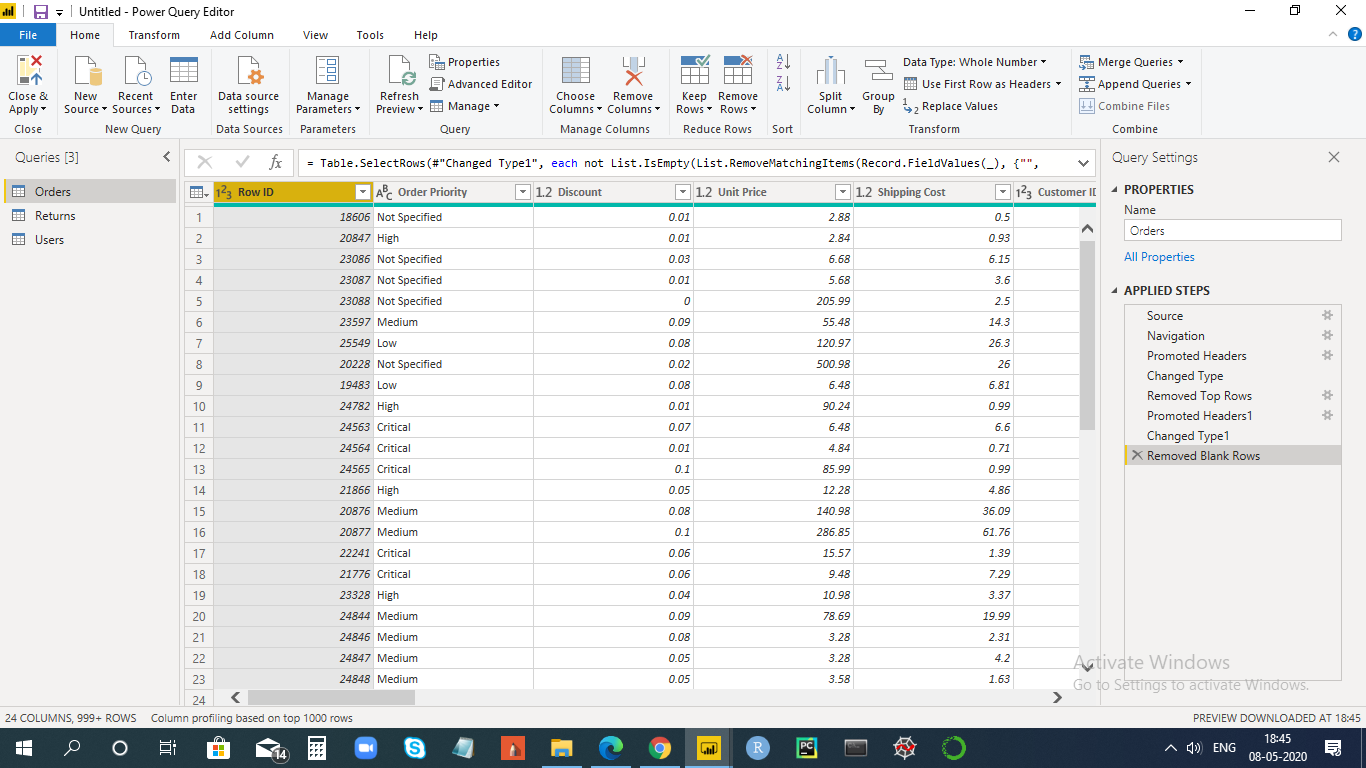 Untitled - Power Query Editor
File Home Transform Add Column View Tools Help
Close & Apply
New Source
Recent Sources
Enter Data
Data source settings
Manage Parameters
Refresh Preview
Properties
Advanced Editor
Manage
Choose Columns
Remove Columns
Keep Rows
Remove Rows
Split Column
Group By
Data Type: Whole Number
Use First Row as Headers
Replace Values
Merge Queries
Append Queries
Combine Files
Close New Query Data Sources Parameters Query Manage Columns Reduce Rows Sort Transform Combine
Queries [3]
Orders
Returns
Users
fx = Table.SelectRows(#"Changed Type1", each not List.IsEmpty(List.RemoveMatchingItems(Record.FieldValues(_), {"",
123 Row ID ABC Order Priority 1.2 Discount 1.2 Unit Price 1.2 Shipping Cost 123 Customer ID
1 18606 Not Specified 0.01 2.88 0.5
2 20847 High 0.01 2.84 0.93
3 23086 Not Specified 0.03 6.68 6.15
4 23087 Not Specified 0.01 5.68 3.6
5 23088 Not Specified 0 205.99 2.5
6 23597 Medium 0.09 55.48 14.3
7 25549 Low 0.08 120.97 26.3
8 20228 Not Specified 0.02 500.98 26
9 19483 Low 0.08 6.48 6.81
10 24782 High 0.01 90.24 0.99
11 24563 Critical 0.07 6.48 6.6
12 24564 Critical 0.01 4.84 0.71
13 24565 Critical 0.1 85.99 0.99
14 21866 High 0.05 12.28 4.86
15 20876 Medium 0.08 140.98 36.09
16 20877 Medium 0.1 286.85 61.76
17 22241 Critical 0.06 15.57 1.39
18 21776 Critical 0.06 9.48 7.29
19 23328 High 0.04 10.98 3.37
20 24844 Medium 0.09 78.69 19.99
21 24846 Medium 0.08 3.28 2.31
22 24847 Medium 0.05 3.28 4.2
23 24848 Medium 0.05 3.58 1.63
24
Query Settings
PROPERTIES
Name
Orders
All Properties
APPLIED STEPS
Source
Navigation
Promoted Headers
Changed Type
Removed Top Rows
Promoted Headers1
Changed Type1
Removed Blank Rows
Activate Windows
Go to Settings to activate Windows.
24 COLUMNS, 999+ ROWS Column profiling based on top 1000 rows PREVIEW DOWNLOADED AT 18:45
14
R
PC
ENG
18:45
08-05-2020